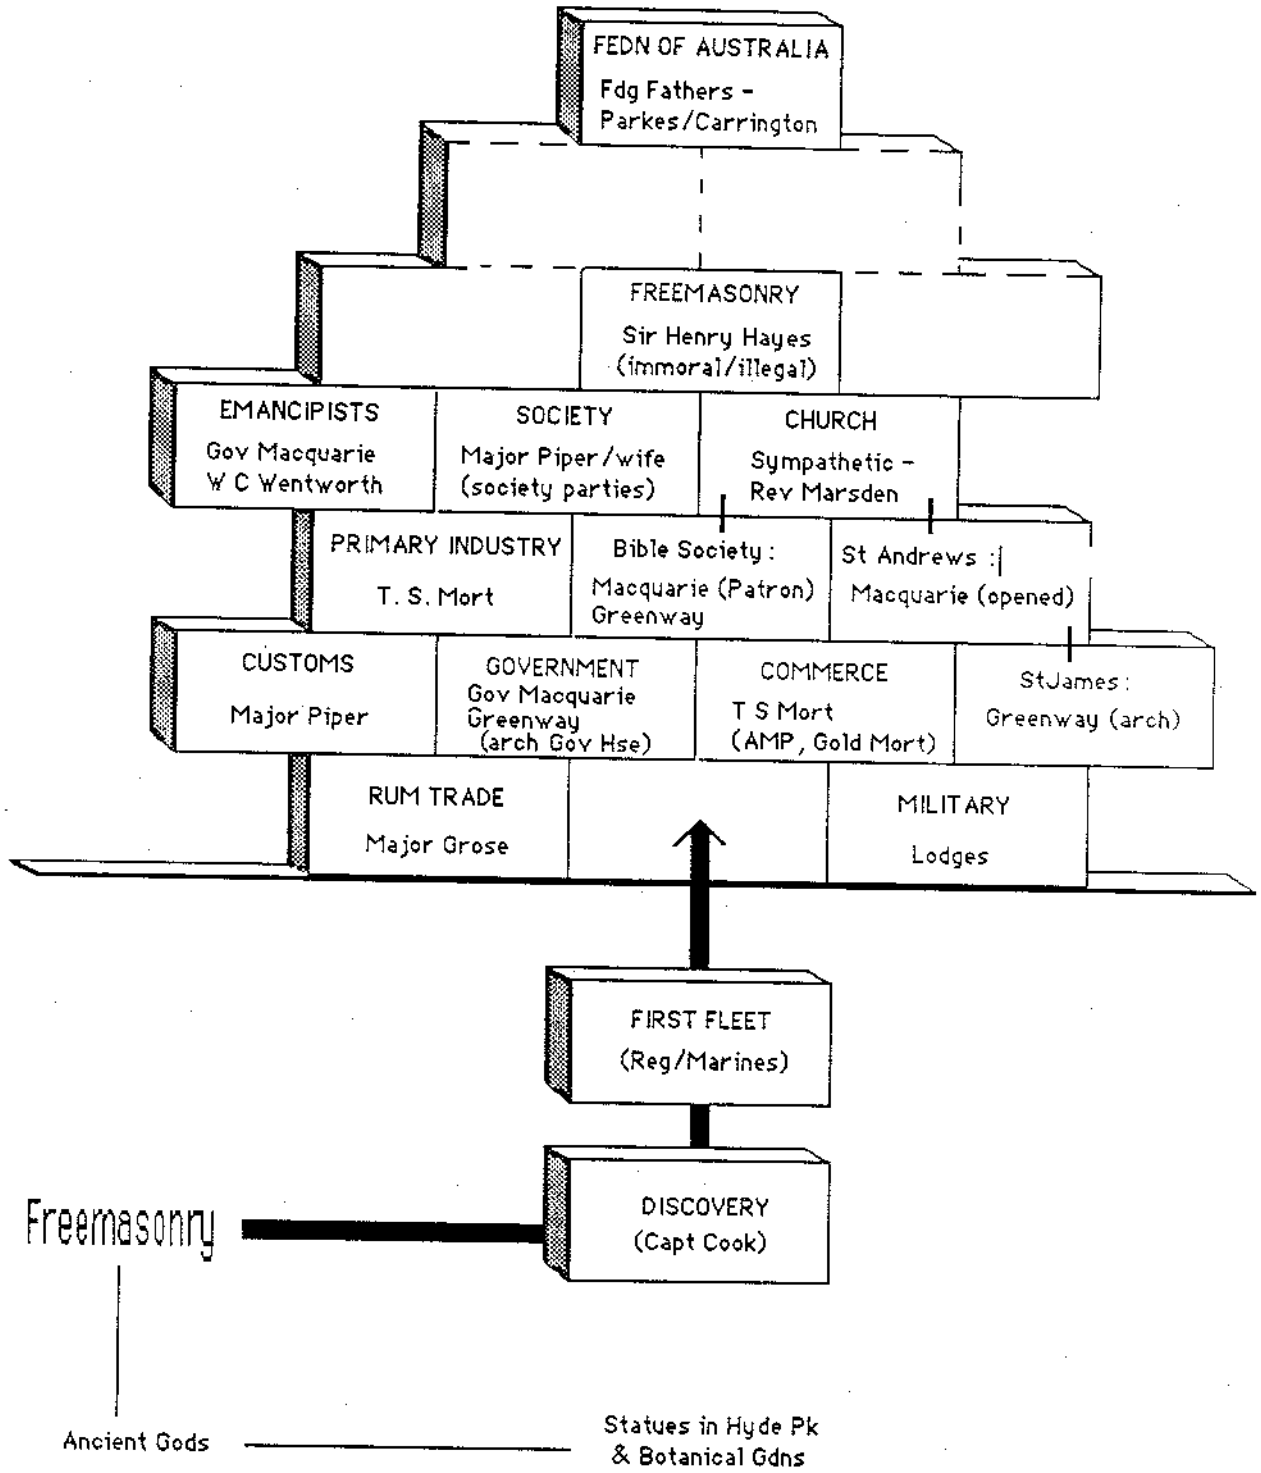 FEDN OF AUSTRALIA
Fdg Fathers -
Parkes/Carrington
FREEMASONRY
Sir Henry Hayes
(immoral/illegal)
EMANCIPISTS
Gov Macquarie
W C Wentworth
SOCIETY
Major Piper/wife
(society parties)
CHURCH
Sympathetic -
Rev Marsden
PRIMARY INDUSTRY
T. S. Mort
Bible Society :
Macquarie (Patron)
Greenway
St Andrews :
Macquarie (opened)
CUSTOMS
Major Piper
GOVERNMENT
Gov Macquarie
Greenway
(arch Gov Hse)
COMMERCE
T S Mort
(AMP, Gold Mort)
StJames :
Greenway (arch)
RUM TRADE
Major Grose
MILITARY
Lodges
FIRST FLEET
(Reg/Marines)
DISCOVERY
(Capt Cook)
Freemasonry
Ancient Gods
Statues in Hyde Pk
& Botanical Gdns